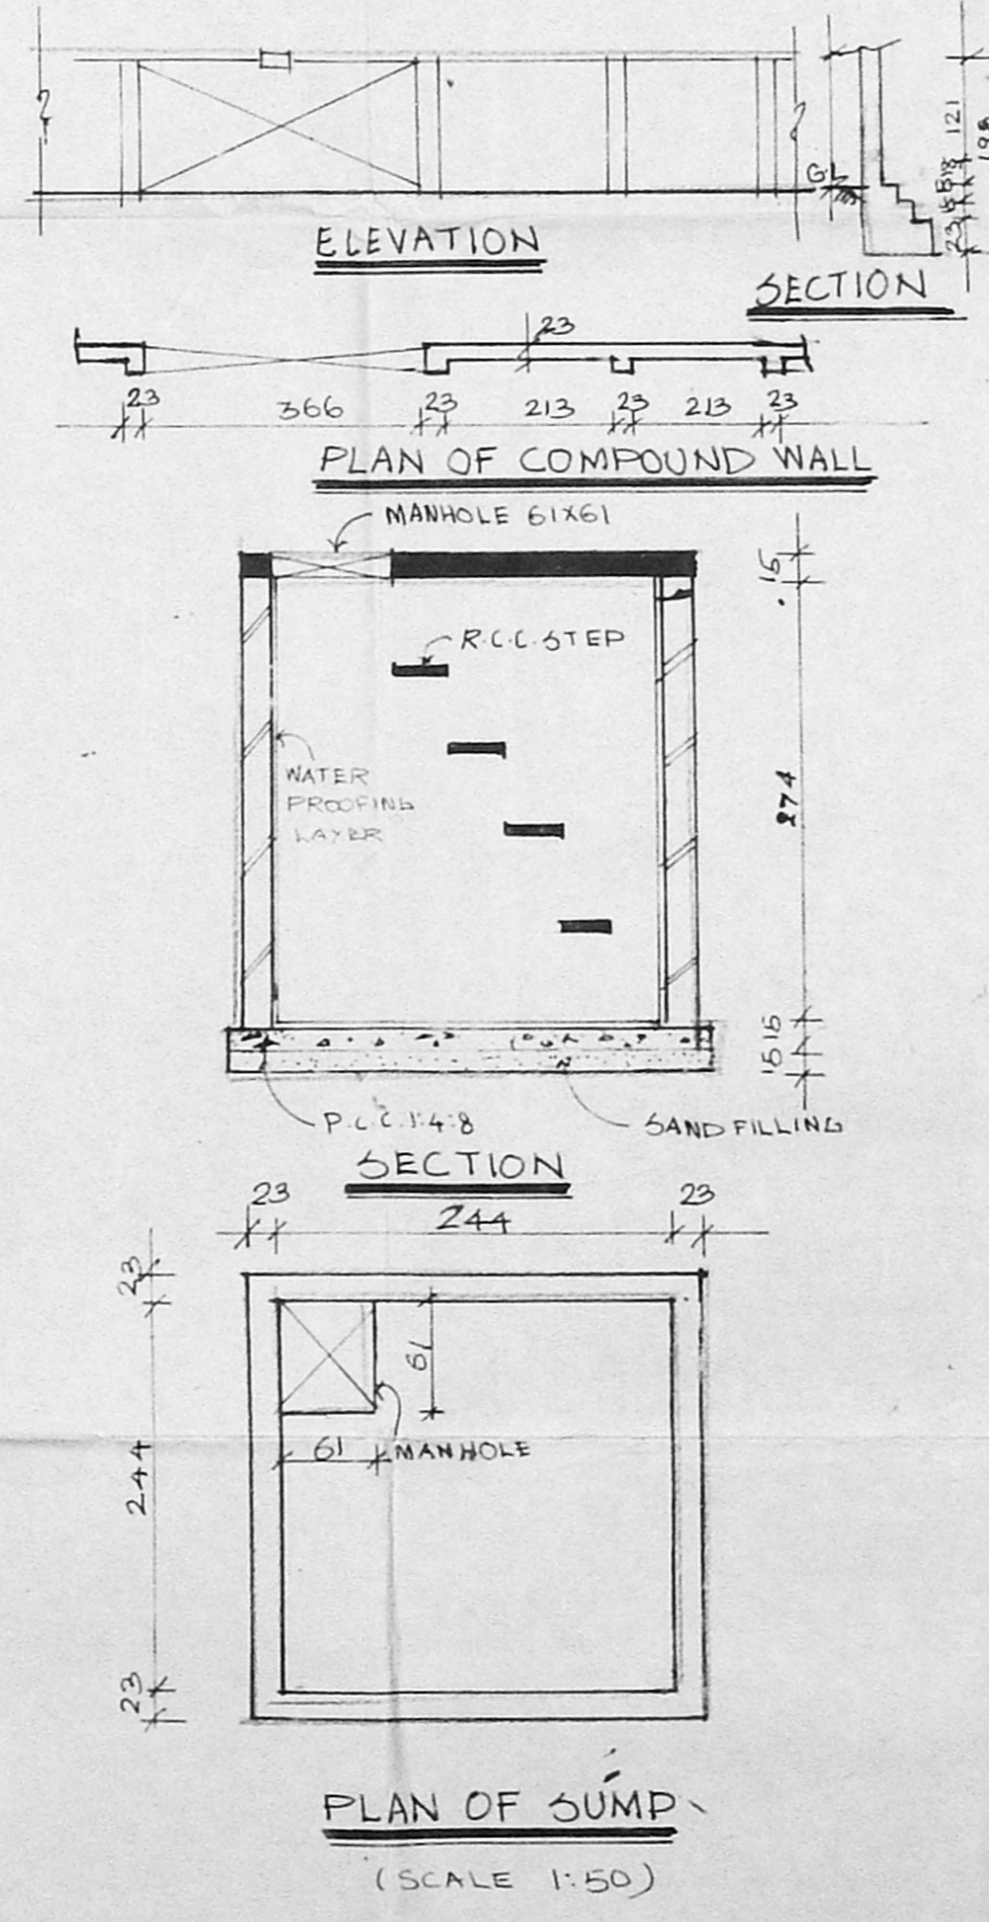 GL
121
198
23
ELEVATION
SECTION
23
23 366 23 213 23 213 23
PLAN OF COMPOUND WALL
MANHOLE 61X61
15
R.C.C. STEP
WATER
PROOFING
LAYER
274
15 15
P.C.C. 1:4:8
SAND FILLING
SECTION
23 244 23
23
61
61 MANHOLE
244
23
PLAN OF SUMP
(SCALE 1:50)